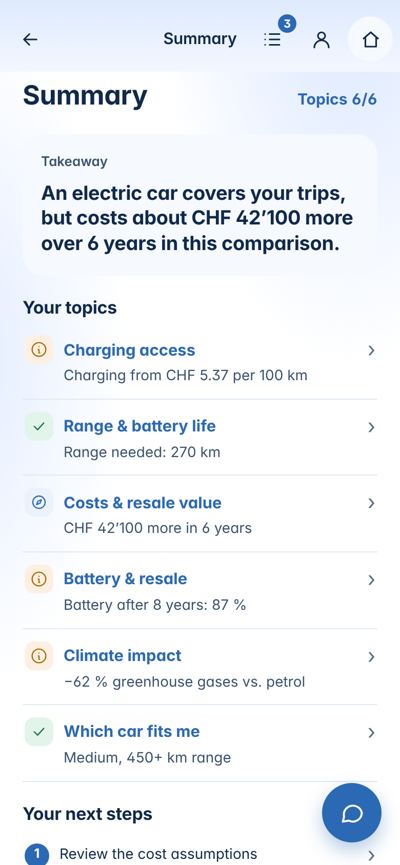 Summary
3
Summary
Topics 6/6
Takeaway
An electric car covers your trips,
but costs about CHF 42’100 more
over 6 years in this comparison.
Your topics
Charging access
Charging from CHF 5.37 per 100 km
Range & battery life
Range needed: 270 km
Costs & resale value
CHF 42’100 more in 6 years
Battery & resale
Battery after 8 years: 87 %
Climate impact
−62 % greenhouse gases vs. petrol
Which car fits me
Medium, 450+ km range
Your next steps
1
Review the cost assumptions